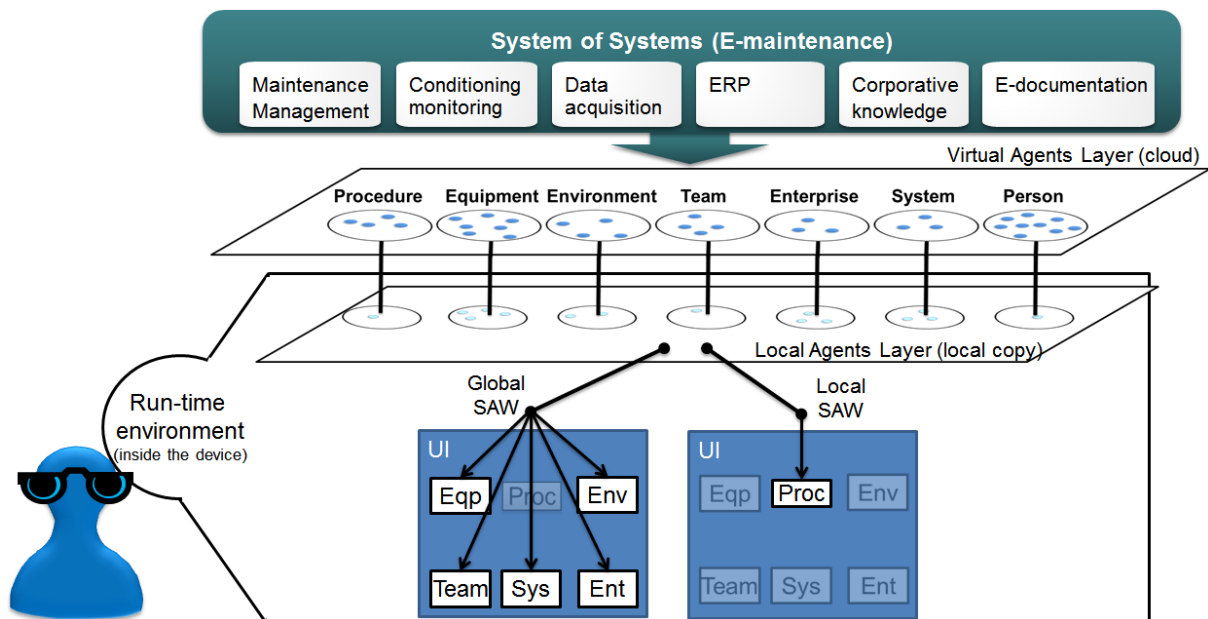 System of Systems (E-maintenance)
Maintenance
Management
Conditioning
monitoring
Data
acquisition
ERP
Corporative
knowledge
E-documentation
Virtual Agents Layer (cloud)
Procedure
Equipment
Environment
Team
Enterprise
System
Person
Local Agents Layer (local copy)
Run-time
environment
(inside the device)
Global
SAW
Local
SAW
UI
Eqp
Proc
Env
Team
Sys
Ent
UI
Eqp
Proc
Env
Team
Sys
Ent